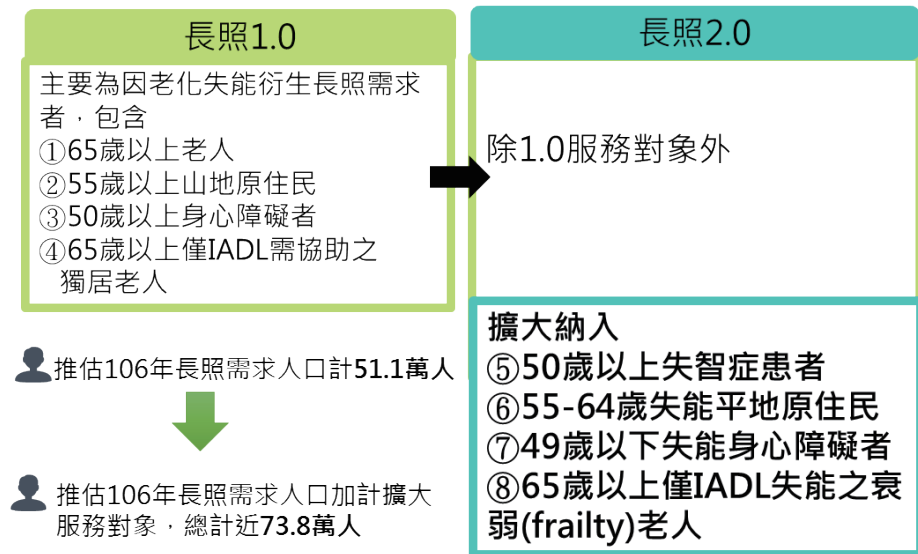 長照1.0
主要為因老化失能衍生長照需求
者，包含
①65歲以上老人
②55歲以上山地原住民
③50歲以上身心障礙者
④65歲以上僅IADL需協助之
獨居老人
長照2.0
除1.0服務對象外
擴大納入
⑤50歲以上失智症患者
⑥55-64歲失能平地原住民
⑦49歲以下失能身心障礙者
⑧65歲以上僅IADL失能之衰
弱(frailty)老人
推估106年長照需求人口計51.1萬人
推估106年長照需求人口加計擴大
服務對象，總計近73.8萬人